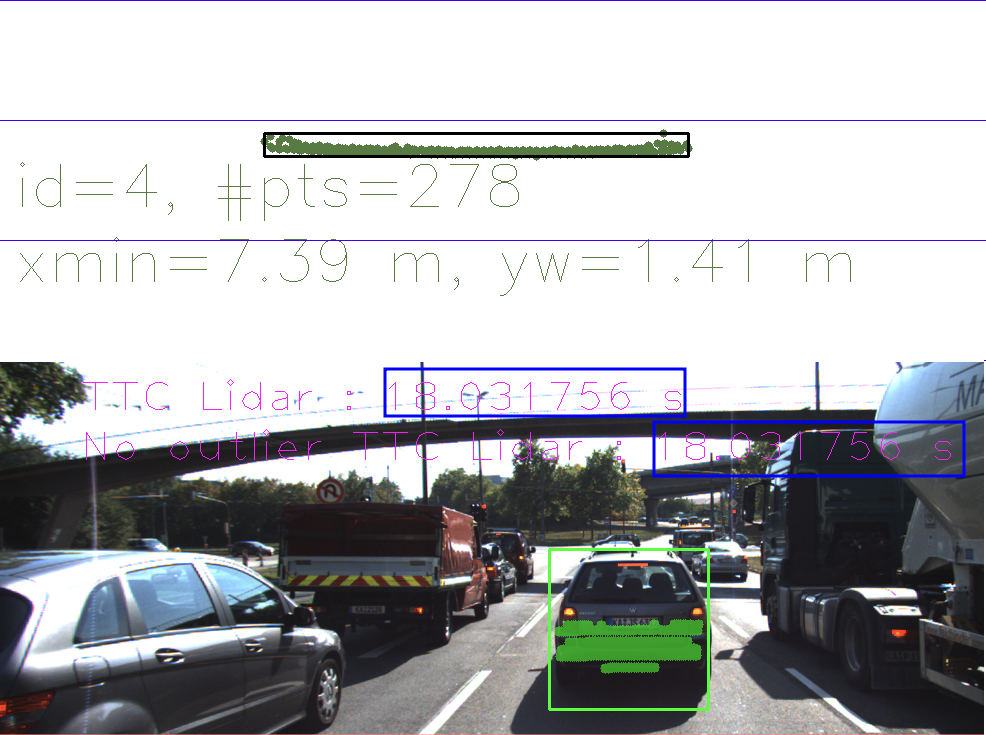 id=4, #pts=278
xmin=7.39 m, yw=1.41 m
TTC Lidar : 18.031756 s
No outlier TTC Lidar : 18.031756 s
MA